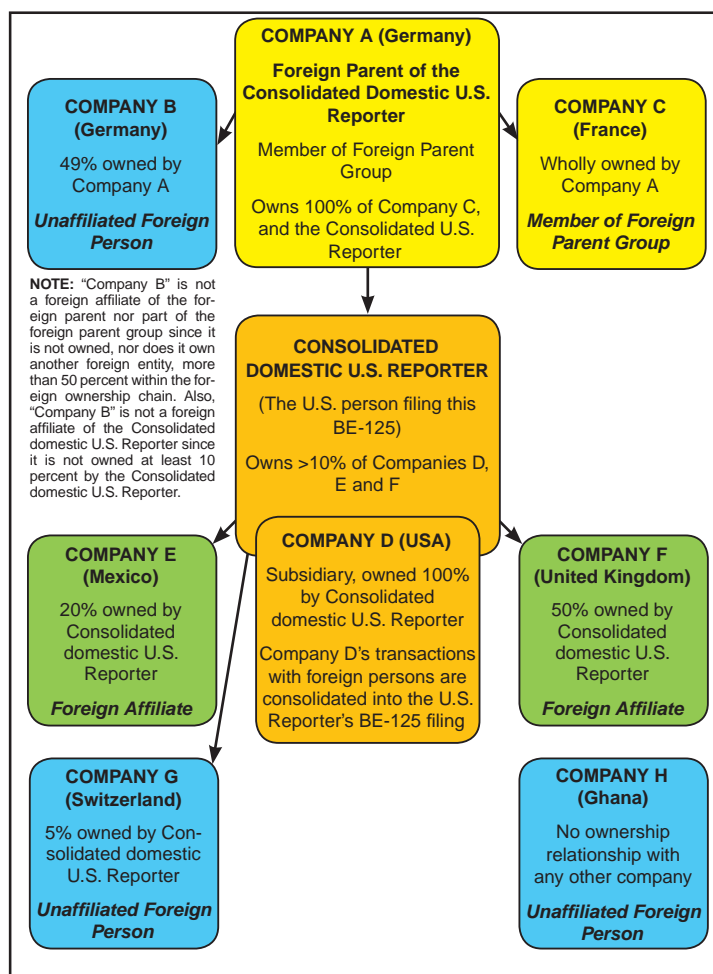 COMPANY A (Germany)
Foreign Parent of the
Consolidated Domestic U.S.
Reporter
Member of Foreign Parent
Group
Owns 100% of Company C,
and the Consolidated U.S.
Reporter
COMPANY B
(Germany)
49% owned by
Company A
Unaffiliated Foreign
Person
COMPANY C
(France)
Wholly owned by
Company A
Member of Foreign
Parent Group
NOTE: “Company B” is not
a foreign affiliate of the for-
eign parent nor part of the
foreign parent group since it
is not owned, nor does it own
another foreign entity, more
than 50 percent within the for-
eign ownership chain. Also,
“Company B” is not a foreign
affiliate of the Consolidated
domestic U.S. Reporter since
it is not owned at least 10
percent by the Consolidated
domestic U.S. Reporter.
CONSOLIDATED
DOMESTIC U.S. REPORTER
(The U.S. person filing this
BE-125)
Owns >10% of Companies D,
E and F
COMPANY E
(Mexico)
20% owned by
Consolidated
domestic U.S.
Reporter
Foreign Affiliate
COMPANY D (USA)
Subsidiary, owned 100%
by Consolidated
domestic U.S. Reporter
Company D’s transactions
with foreign persons are
consolidated into the U.S.
Reporter’s BE-125 filing
COMPANY F
(United Kingdom)
50% owned by
Consolidated
domestic U.S.
Reporter
Foreign Affiliate
COMPANY G
(Switzerland)
5% owned by Con-
solidated domestic
U.S. Reporter
Unaffiliated Foreign
Person
COMPANY H
(Ghana)
No ownership
relationship with
any other company
Unaffiliated Foreign
Person